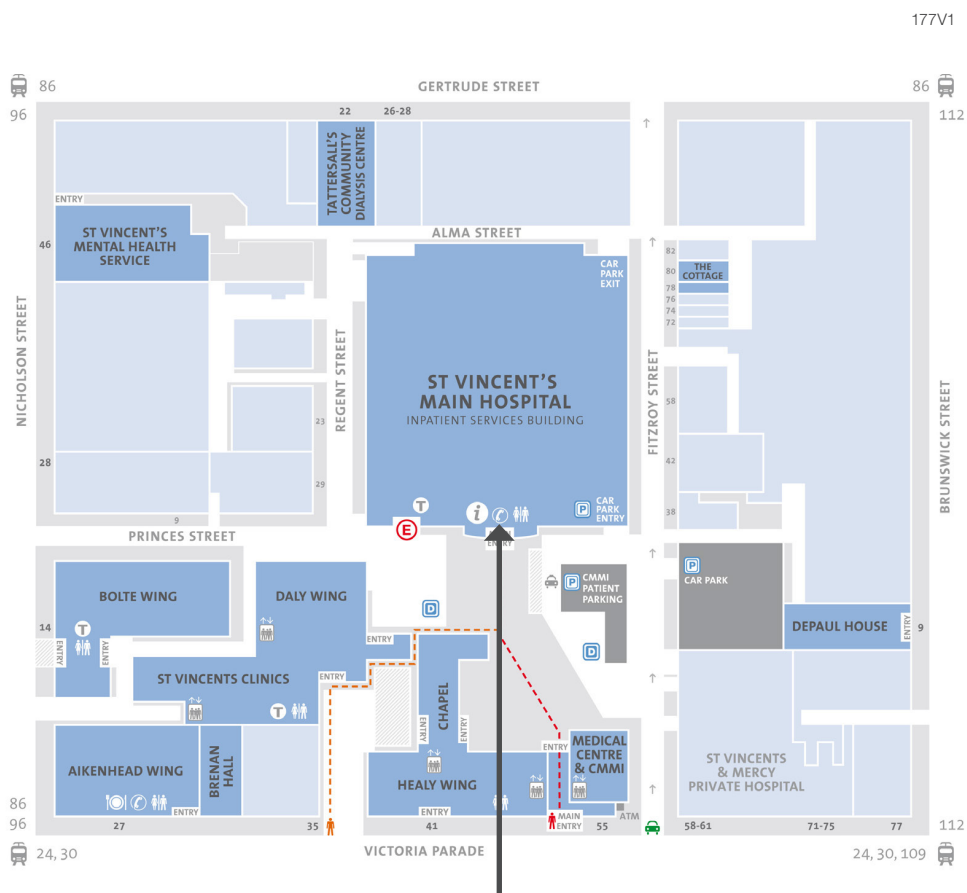 177V1
86
GERTRUDE STREET
86
96
112
22
26-28
TATTERSALL'S
COMMUNITY
DIALYSIS CENTRE
ENTRY
ST VINCENT'S
MENTAL HEALTH
SERVICE
46
ALMA STREET
CAR
PARK
EXIT
82
80
THE
COTTAGE
78
76
74
72
NICHOLSON STREET
REGENT STREET
FITZROY STREET
BRUNSWICK STREET
ST VINCENT'S
MAIN HOSPITAL
INPATIENT SERVICES BUILDING
23
58
28
29
42
38
9
T
i
P
CAR
PARK
ENTRY
E
ENTRY
PRINCES STREET
BOLTE WING
DALY WING
14
T
ENTRY
ENTRY
D
ENTRY
P
CMMI
PATIENT
PARKING
D
P
CAR PARK
DEPAUL HOUSE
ENTRY
9
ST VINCENTS CLINICS
ENTRY
T
CHAPEL
ENTRY
ENTRY
AIKENHEAD WING
ENTRY
BRENAN
HALL
HEALY WING
ENTRY
ENTRY
MEDICAL
CENTRE
& CMMI
MAIN
ENTRY
ATM
ST VINCENTS
& MERCY
PRIVATE HOSPITAL
86
96
27
35
41
55
58-61
71-75
77
112
24, 30
VICTORIA PARADE
24, 30, 109